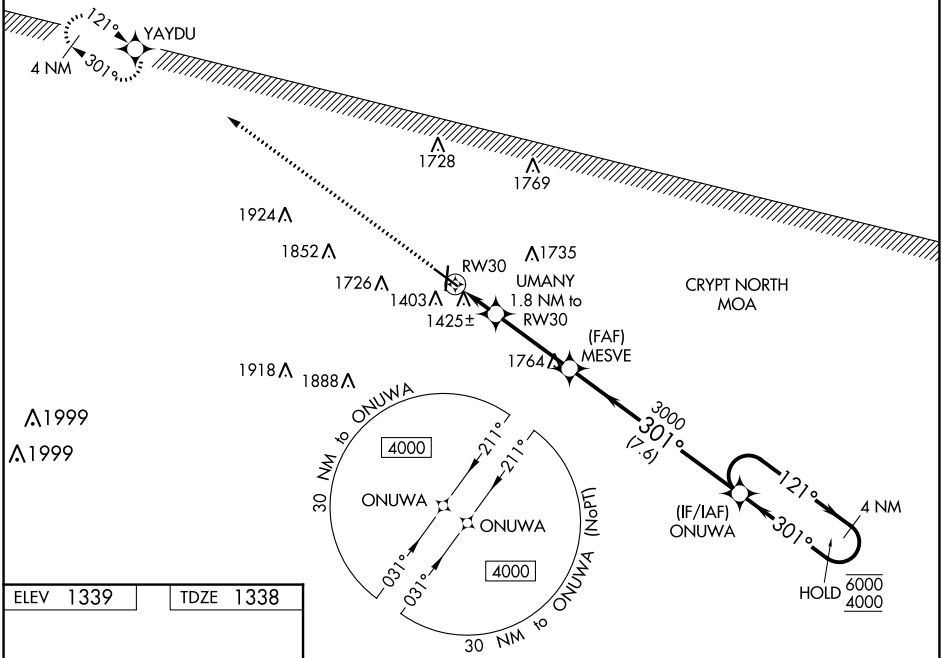 121°
YAYDU
4 NM
301°
1728
1769
1924
1852
1735
RW30
1726
UMANY
1.8 NM to
RW30
1403
1425±
CRYPT NORTH
MOA
(FAF)
MESVE
1764
1918
1888
1999
1999
3000
301°
(7.6)
30 NM to ONUWA
4000
211°
211°
ONUWA
ONUWA
031°
031°
4000
30 NM to ONUWA (NoPT)
121°
4 NM
(IF/IAF)
ONUWA
301°
HOLD
6000
4000
ELEV 1339
TDZE 1338